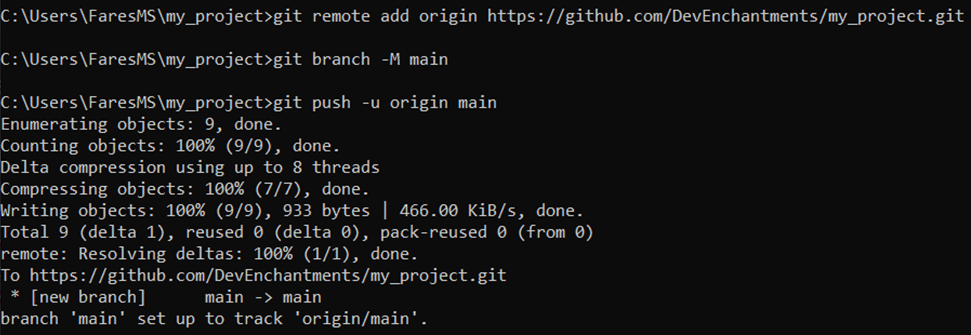 C:\Users\FaresMS\my_project>git remote add origin https://github.com/DevEnchantments/my_project.git
C:\Users\FaresMS\my_project>git branch -M main
C:\Users\FaresMS\my_project>git push -u origin main
Enumerating objects: 9, done.
Counting objects: 100% (9/9), done.
Delta compression using up to 8 threads
Compressing objects: 100% (7/7), done.
Writing objects: 100% (9/9), 933 bytes | 466.00 KiB/s, done.
Total 9 (delta 1), reused 0 (delta 0), pack-reused 0 (from 0)
remote: Resolving deltas: 100% (1/1), done.
To https://github.com/DevEnchantments/my_project.git
 * [new branch]      main -> main
branch 'main' set up to track 'origin/main'.